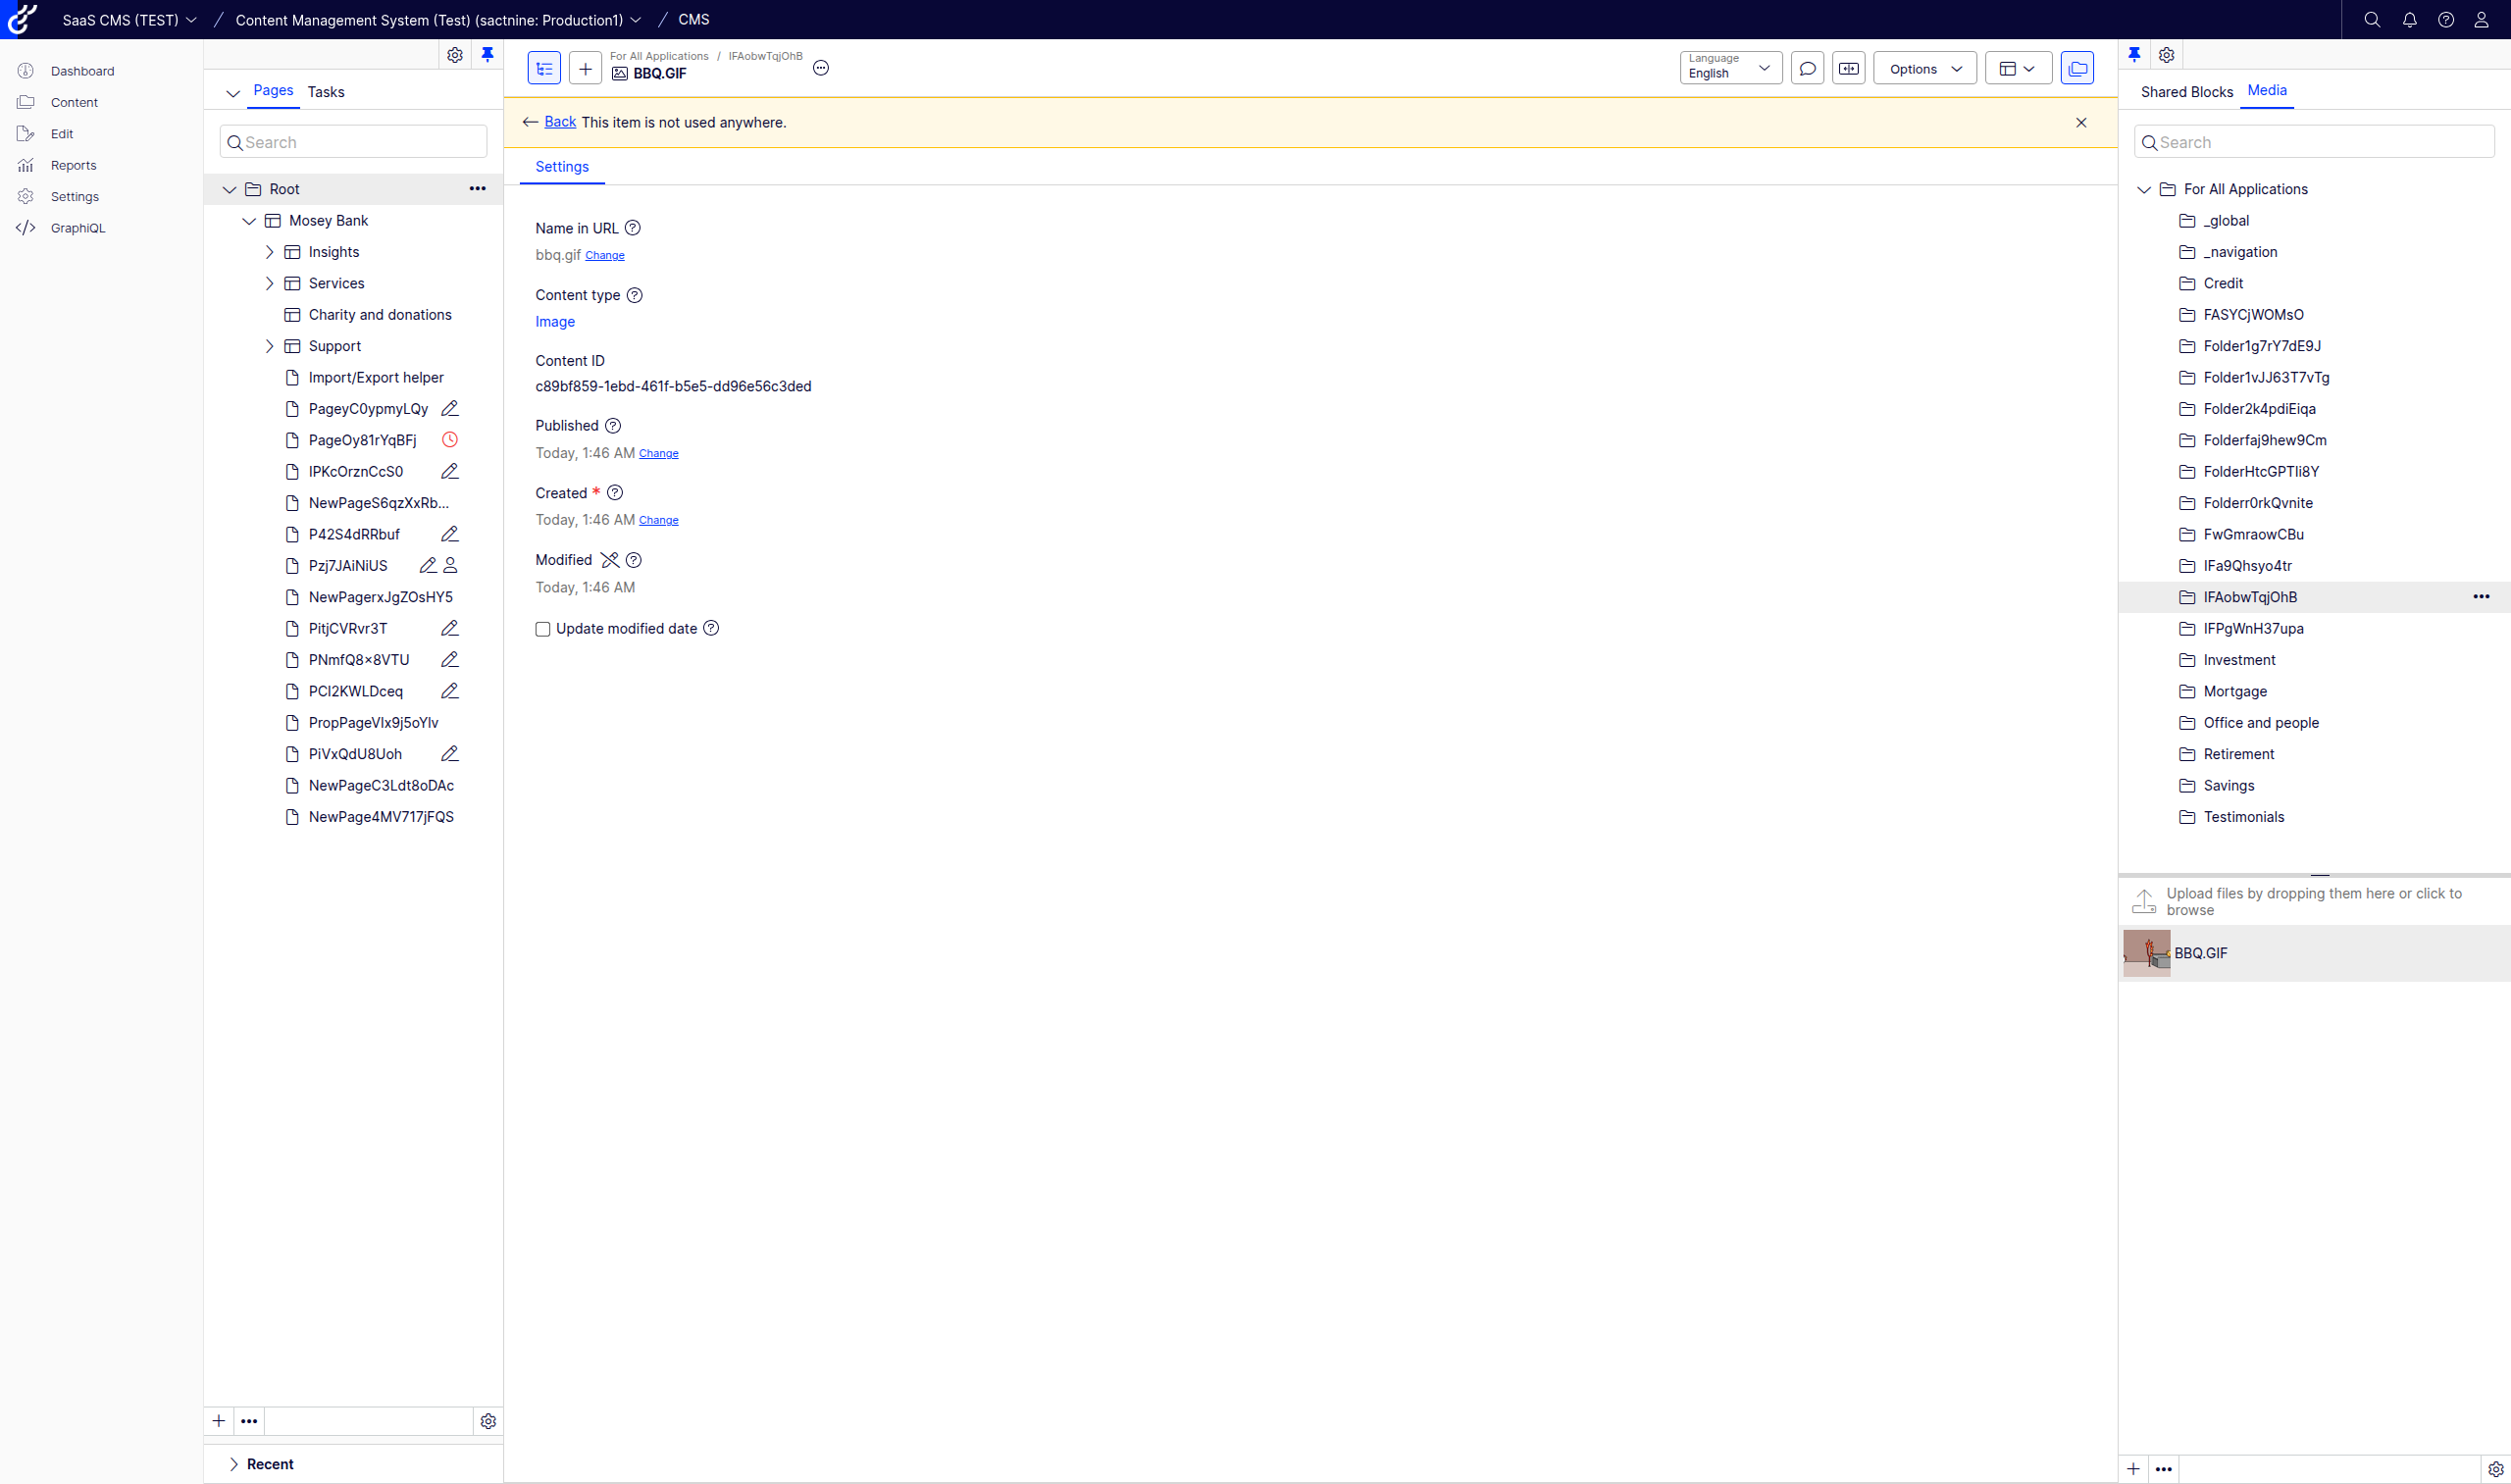 SaaS CMS (TEST) / Content Management System (Test) (sactnine: Production1) / CMS
Dashboard
Content
Edit
Reports
Settings
GraphiQL
Pages Tasks
Search
Root
Mosey Bank
Insights
Services
Charity and donations
Support
Import/Export helper
PageyC0ypmyLQy
PageOy81rYqBFj
IPKcOrznCcS0
NewPageS6qzXxRb...
P42S4dRRbuf
Pzj7JAiNiUS
NewPagerxJgZOsHY5
PitjCVRvr3T
PNmfQ8×8VTU
PCl2KWLDceq
PropPageVlx9j5oYlv
PiVxQdU8Uoh
NewPageC3Ldt8oDAc
NewPage4MV717jFQS
Recent
For All Applications / IFAobwTqjOhB
BBQ.GIF
Language
English
Options
Back This item is not used anywhere.
Settings
Name in URL
bbq.gif Change
Content type
Image
Content ID
c89bf859-1ebd-461f-b5e5-dd96e56c3ded
Published
Today, 1:46 AM Change
Created *
Today, 1:46 AM Change
Modified
Today, 1:46 AM
Update modified date
Shared Blocks Media
Search
For All Applications
_global
_navigation
Credit
FASYCjWOMsO
Folder1g7rY7dE9J
Folder1vJJ63T7vTg
Folder2k4pdiEiqa
Folderfaj9hew9Cm
FolderHtcGPTli8Y
Folderr0rkQvnite
FwGmraowCBu
IFa9Qhsyo4tr
IFAobwTqjOhB
IFPgWnH37upa
Investment
Mortgage
Office and people
Retirement
Savings
Testimonials
Upload files by dropping them here or click to
browse
BBQ.GIF